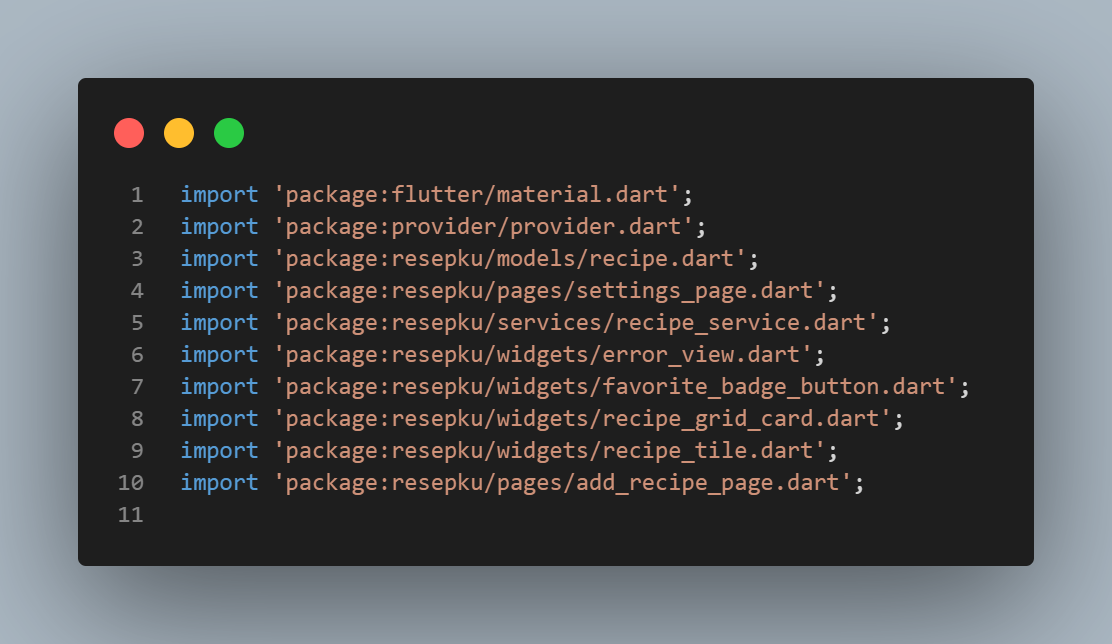 1 import 'package:flutter/material.dart';
2 import 'package:provider/provider.dart';
3 import 'package:resepku/models/recipe.dart';
4 import 'package:resepku/pages/settings_page.dart';
5 import 'package:resepku/services/recipe_service.dart';
6 import 'package:resepku/widgets/error_view.dart';
7 import 'package:resepku/widgets/favorite_badge_button.dart';
8 import 'package:resepku/widgets/recipe_grid_card.dart';
9 import 'package:resepku/widgets/recipe_tile.dart';
10 import 'package:resepku/pages/add_recipe_page.dart';
11